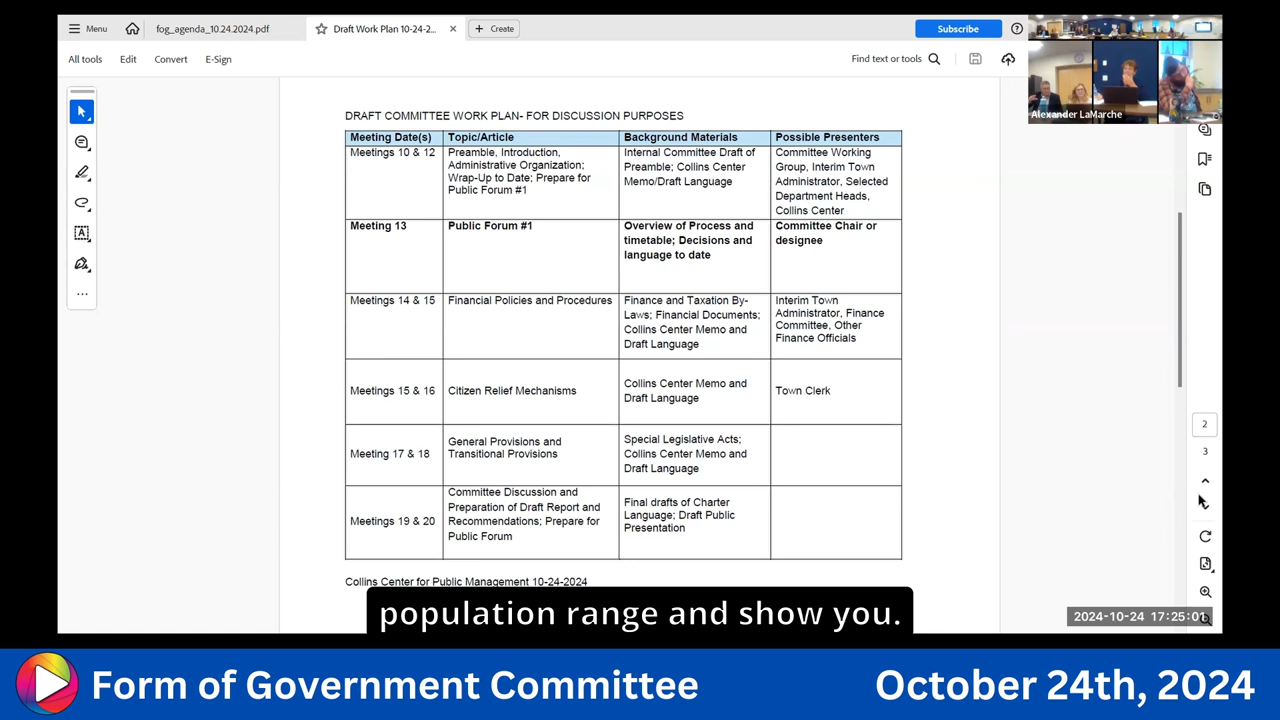 Menu
fog_agenda_10.24.2024.pdf
Draft Work Plan 10-24-2...
Create
Subscribe
All tools
Edit
Convert
E-Sign
Find text or tools
Alexander LaMarche
DRAFT COMMITTEE WORK PLAN- FOR DISCUSSION PURPOSES
Meeting Date(s)
Topic/Article
Background Materials
Possible Presenters
Meetings 10 & 12
Preamble, Introduction,
Administrative Organization;
Wrap-Up to Date; Prepare for
Public Forum #1
Internal Committee Draft of
Preamble; Collins Center
Memo/Draft Language
Committee Working
Group, Interim Town
Administrator, Selected
Department Heads,
Collins Center
Meeting 13
Public Forum #1
Overview of Process and
timetable; Decisions and
language to date
Committee Chair or
designee
Meetings 14 & 15
Financial Policies and Procedures
Finance and Taxation By-
Laws; Financial Documents;
Collins Center Memo and
Draft Language
Interim Town
Administrator, Finance
Committee, Other
Finance Officials
Meetings 15 & 16
Citizen Relief Mechanisms
Collins Center Memo and
Draft Language
Town Clerk
Meeting 17 & 18
General Provisions and
Transitional Provisions
Special Legislative Acts;
Collins Center Memo and
Draft Language
Meetings 19 & 20
Committee Discussion and
Preparation of Draft Report and
Recommendations; Prepare for
Public Forum
Final drafts of Charter
Language; Draft Public
Presentation
Collins Center for Public Management 10-24-2024
2
3
population range and show you.
2024-10-24 17:25:01
Form of Government Committee
October 24th, 2024